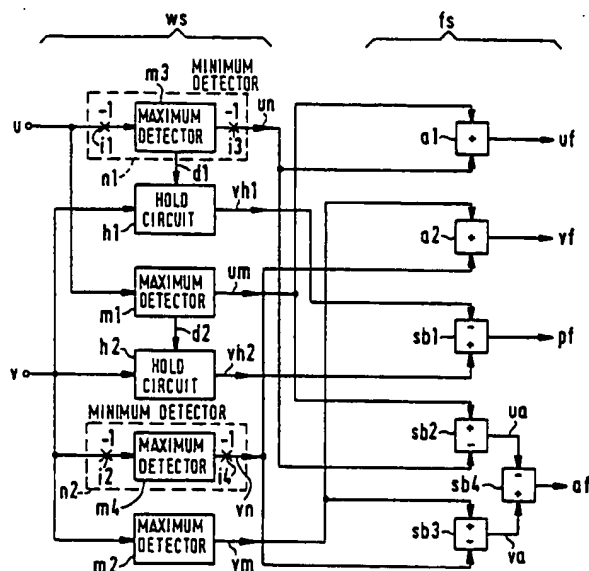 ws
fs
m3
MINIMUM
DETECTOR
un
-1
MAXIMUM
DETECTOR
-1
u
i1
i3
n1
d1
a1
+
uf
HOLD
CIRCUIT
vh1
h1
a2
+
vf
MAXIMUM
DETECTOR
um
m1
d2
sb1
-
+
pf
h2
v
HOLD
CIRCUIT
vh2
MINIMUM DETECTOR
sb2
+
-
ua
-1
MAXIMUM
DETECTOR
-1
i2
i4
vn
n2
m4
sb4
-
+
af
MAXIMUM
DETECTOR
vm
m2
sb3
+
-
va